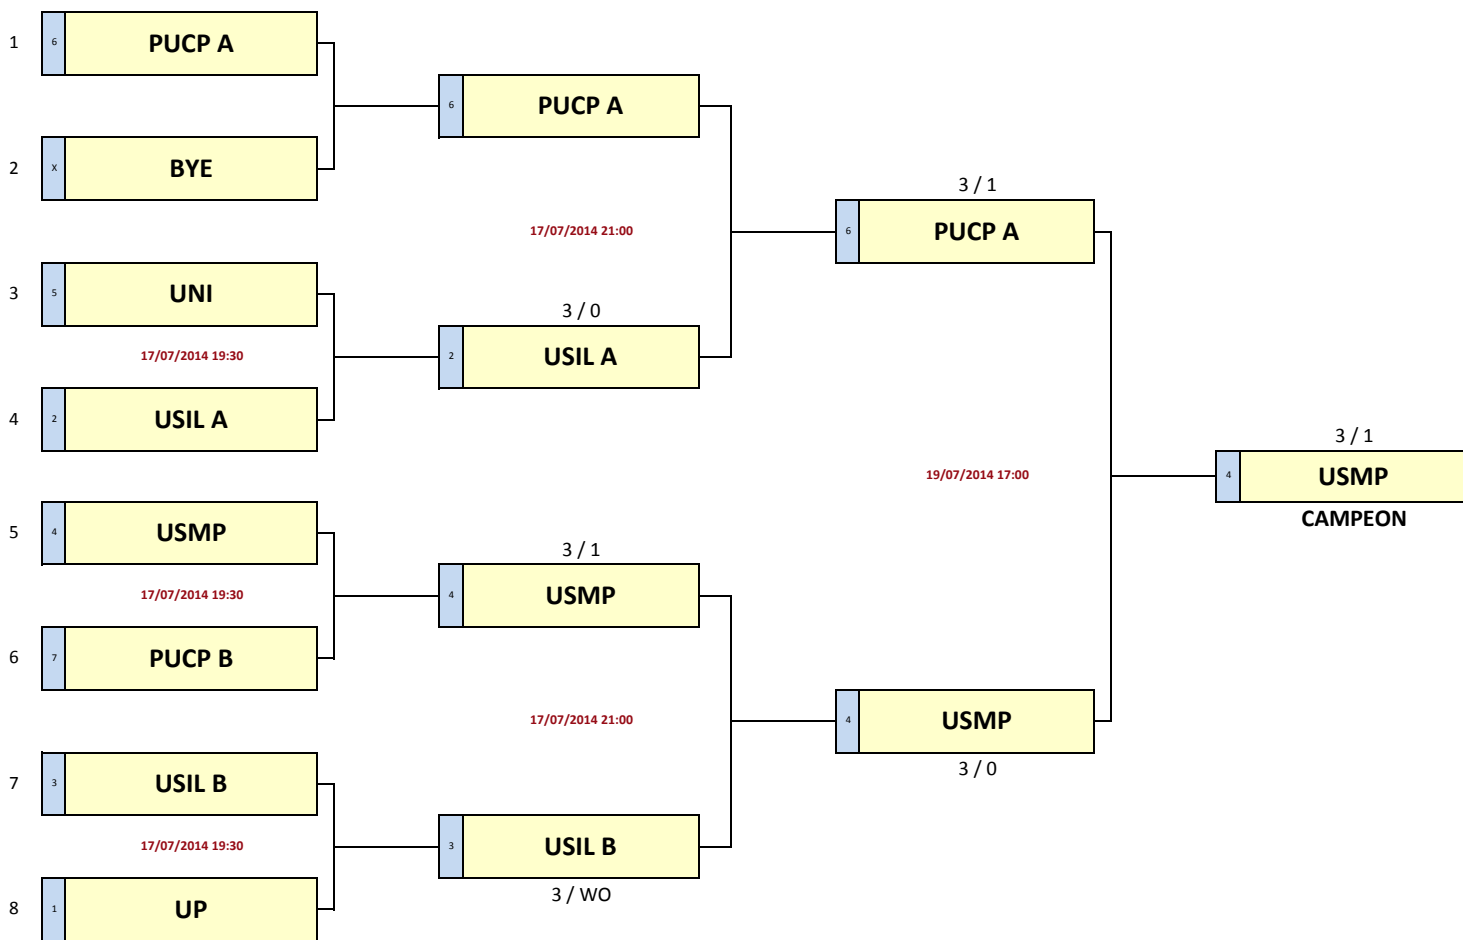 1 6 PUCP A
6 PUCP A
2 X BYE
3 / 1
17/07/2014 21:00
6 PUCP A
3 5 UNI
3 / 0
17/07/2014 19:30
2 USIL A
4 2 USIL A
3 / 1
19/07/2014 17:00
4 USMP
CAMPEON
5 4 USMP
3 / 1
17/07/2014 19:30
4 USMP
6 7 PUCP B
17/07/2014 21:00
4 USMP
3 / 0
7 3 USIL B
17/07/2014 19:30
3 USIL B
3 / WO
8 1 UP